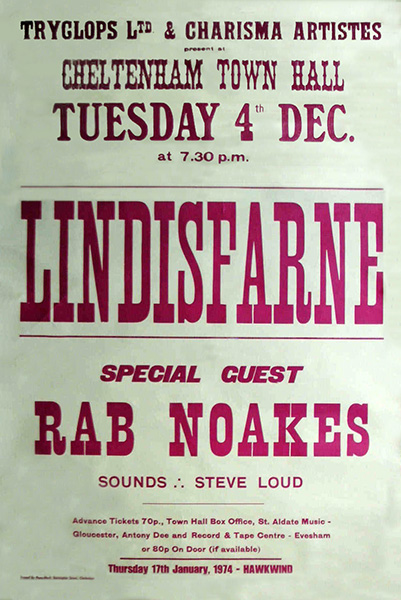 TRYCLOPS LTD & CHARISMA ARTISTES
present at
CHELTENHAM TOWN HALL
TUESDAY 4th DEC.
at 7.30 p.m.
LINDISFARNE
SPECIAL GUEST
RAB NOAKES
SOUNDS ∴ STEVE LOUD
Advance Tickets 70p., Town Hall Box Office, St. Aldate Music -
Gloucester, Antony Dee and Record & Tape Centre - Evesham
or 80p On Door (if available)
Thursday 17th January, 1974 - HAWKWIND